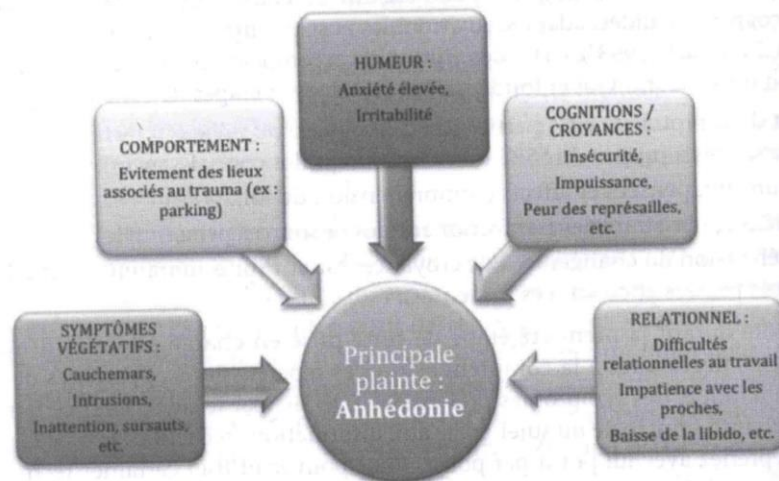 HUMEUR :
Anxiété élevée,
Irritabilité
COMPORTEMENT :
Evitement des lieux
associés au trauma (ex :
parking)
COGNITIONS /
CROYANCES :
Insécurité,
Impuissance,
Peur des représailles,
etc.
SYMPTÔMES
VÉGÉTATIFS :
Cauchemars,
Intrusions,
Inattention, sursauts,
etc.
Principale
plainte :
Anhédonie
RELATIONNEL :
Difficultés
relationnelles au travail
Impatience avec les
proches,
Baisse de la libido, etc.